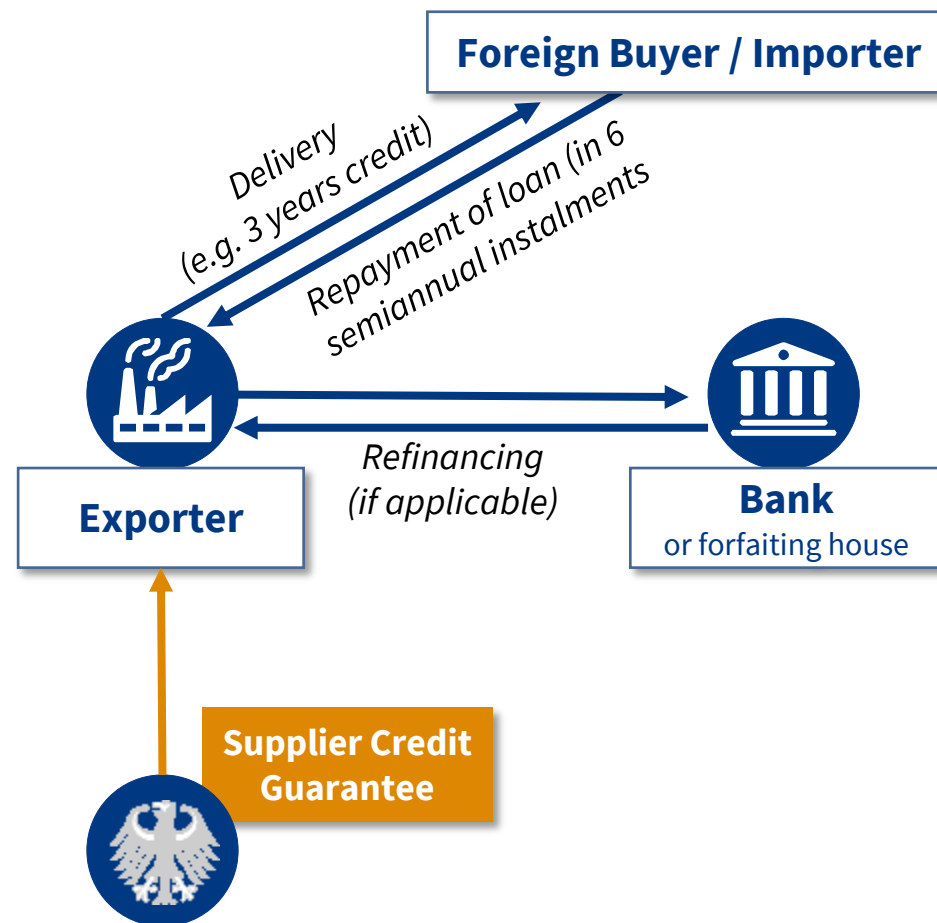 Foreign Buyer / Importer
Delivery
(e.g. 3 years credit)
Repayment of loan (in 6
semiannual instalments
Refinancing
(if applicable)
Exporter
Bank
or forfaiting house
Supplier Credit
Guarantee